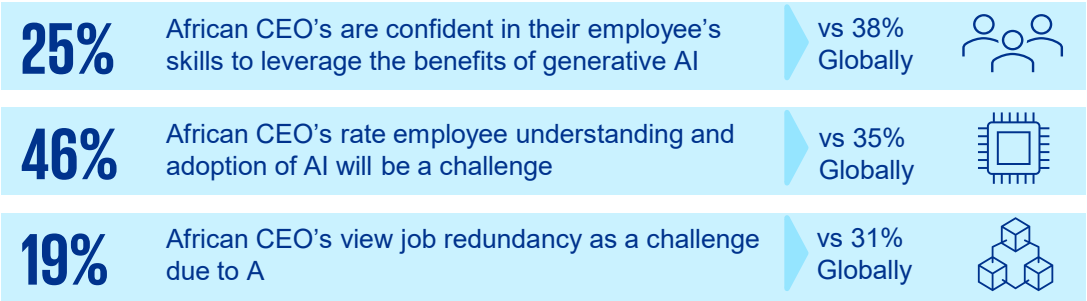 25%
African CEO's are confident in their employee's
skills to leverage the benefits of generative AI
vs 38%
Globally
46%
African CEO's rate employee understanding and
adoption of AI will be a challenge
vs 35%
Globally
19%
African CEO's view job redundancy as a challenge
due to A
vs 31%
Globally